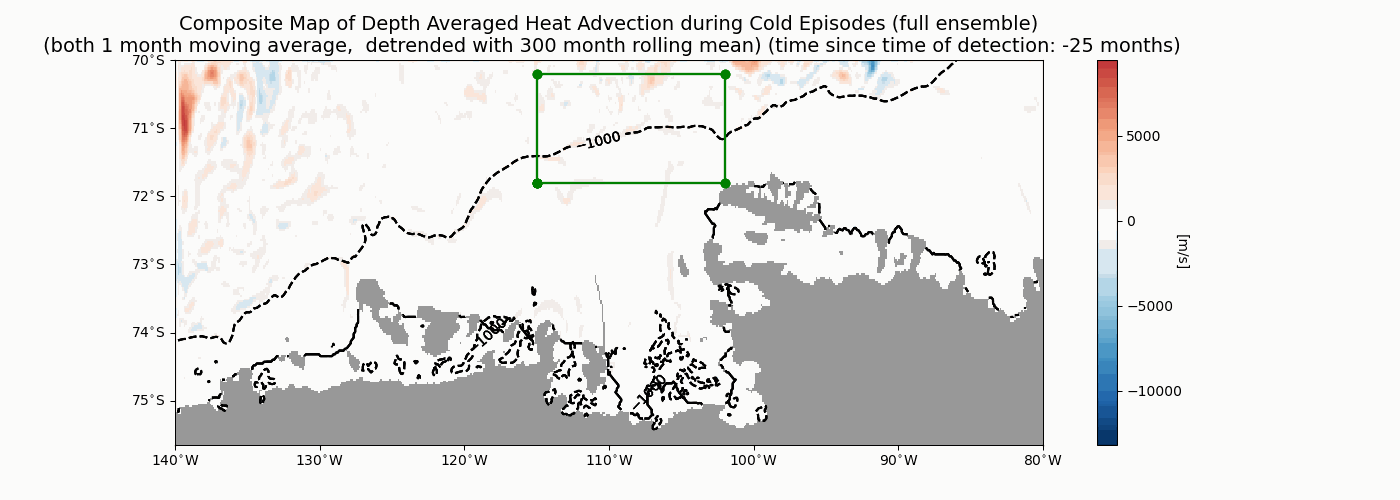 Composite Map of Depth Averaged Heat Advection during Cold Episodes (full ensemble)
(both 1 month moving average,  detrended with 300 month rolling mean) (time since time of detection: -25 months)
70°S
71°S
72°S
73°S
74°S
75°S
-1000
-1000
140°W
130°W
120°W
110°W
100°W
90°W
80°W
5000
0
−5000
−10000
[m/s]